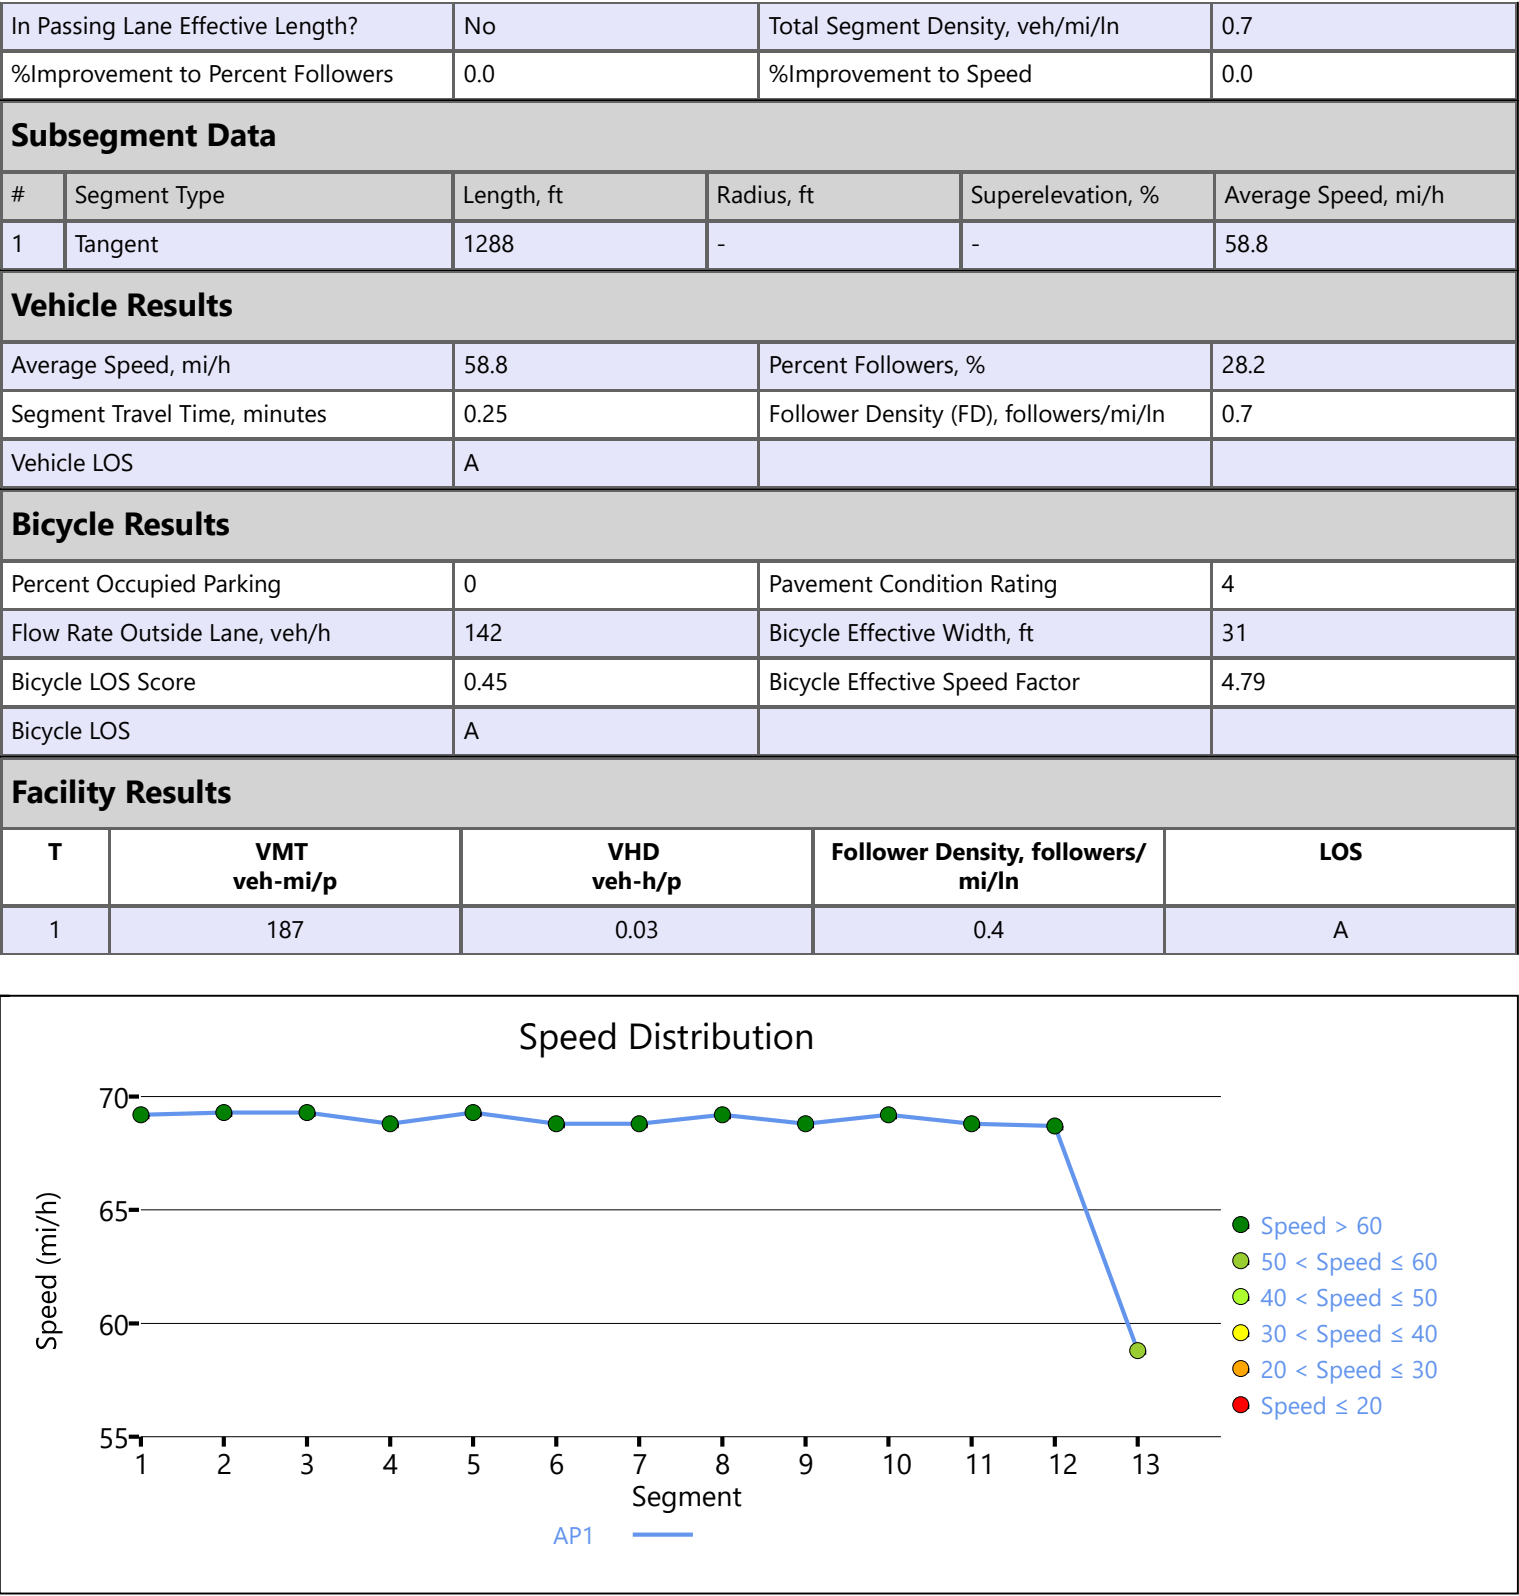 In Passing Lane Effective Length? No Total Segment Density, veh/mi/ln 0.7
%Improvement to Percent Followers 0.0 %Improvement to Speed 0.0
Subsegment Data
# Segment Type Length, ft Radius, ft Superelevation, % Average Speed, mi/h
1 Tangent 1288 - - 58.8
Vehicle Results
Average Speed, mi/h 58.8 Percent Followers, % 28.2
Segment Travel Time, minutes 0.25 Follower Density (FD), followers/mi/ln 0.7
Vehicle LOS A
Bicycle Results
Percent Occupied Parking 0 Pavement Condition Rating 4
Flow Rate Outside Lane, veh/h 142 Bicycle Effective Width, ft 31
Bicycle LOS Score 0.45 Bicycle Effective Speed Factor 4.79
Bicycle LOS A
Facility Results
T VMT VHD Follower Density, followers/ LOS
veh-mi/p veh-h/p mi/ln
1 187 0.03 0.4 A
Speed Distribution
70
65
60
55
Speed (mi/h)
Speed > 60
50 < Speed ≤ 60
40 < Speed ≤ 50
30 < Speed ≤ 40
20 < Speed ≤ 30
Speed ≤ 20
1 2 3 4 5 6 7 8 9 10 11 12 13
Segment
AP1